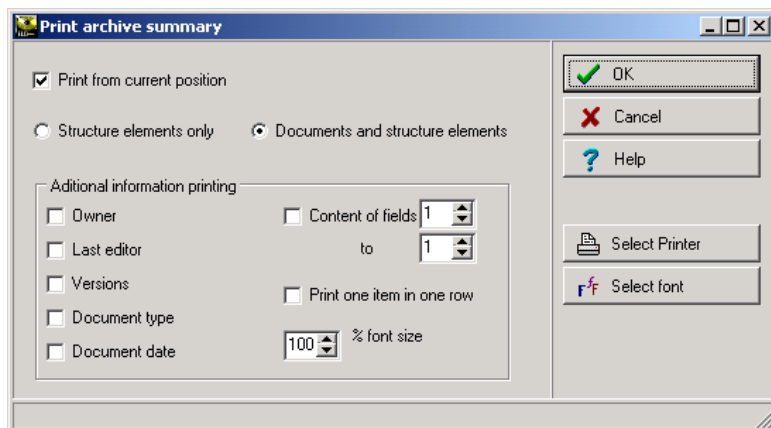 Print archive summary
Print from current position
Structure elements only
Documents and structure elements
Aditional information printing
Owner
Last editor
Versions
Document type
Document date
Content of fields 1
to 1
Print one item in one row
100 % font size
OK
Cancel
Help
Select Printer
Select font